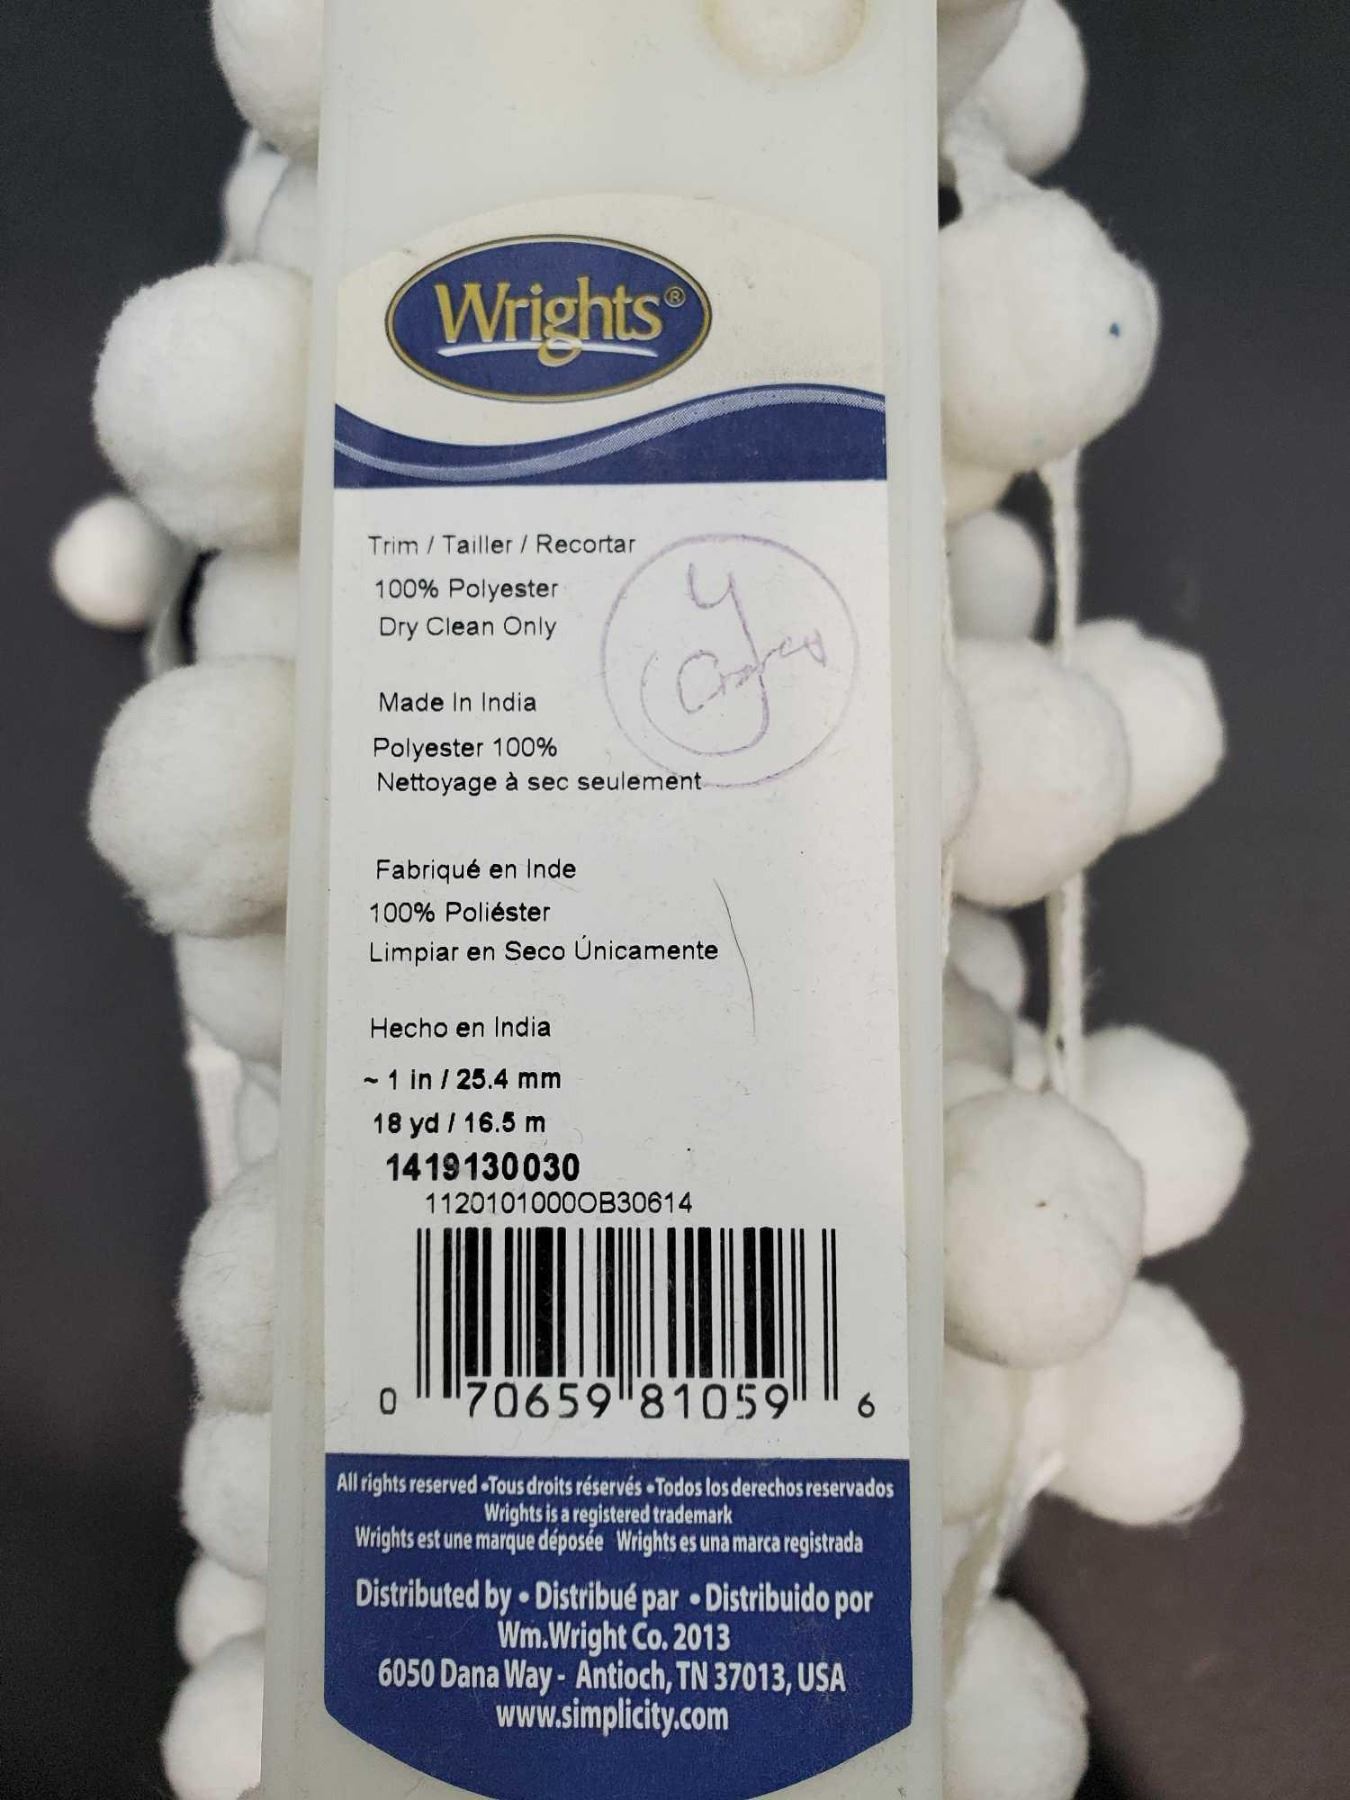 Wrights®
Trim / Tailler / Recortar
100% Polyester
Dry Clean Only
Made In India
Polyester 100%
Nettoyage à sec seulement
Fabriqué en Inde
100% Poliéster
Limpiar en Seco Únicamente
Hecho en India
~ 1 in / 25.4 mm
18 yd / 16.5 m
1419130030
1120101000OB30614
0 70659 81059 6
All rights reserved •Tous droits réservés •Todos los derechos reservados
Wrights is a registered trademark
Wrights est une marque déposée Wrights es una marca registrada
Distributed by • Distribué par • Distribuido por
Wm.Wright Co. 2013
6050 Dana Way - Antioch, TN 37013, USA
www.simplicity.com